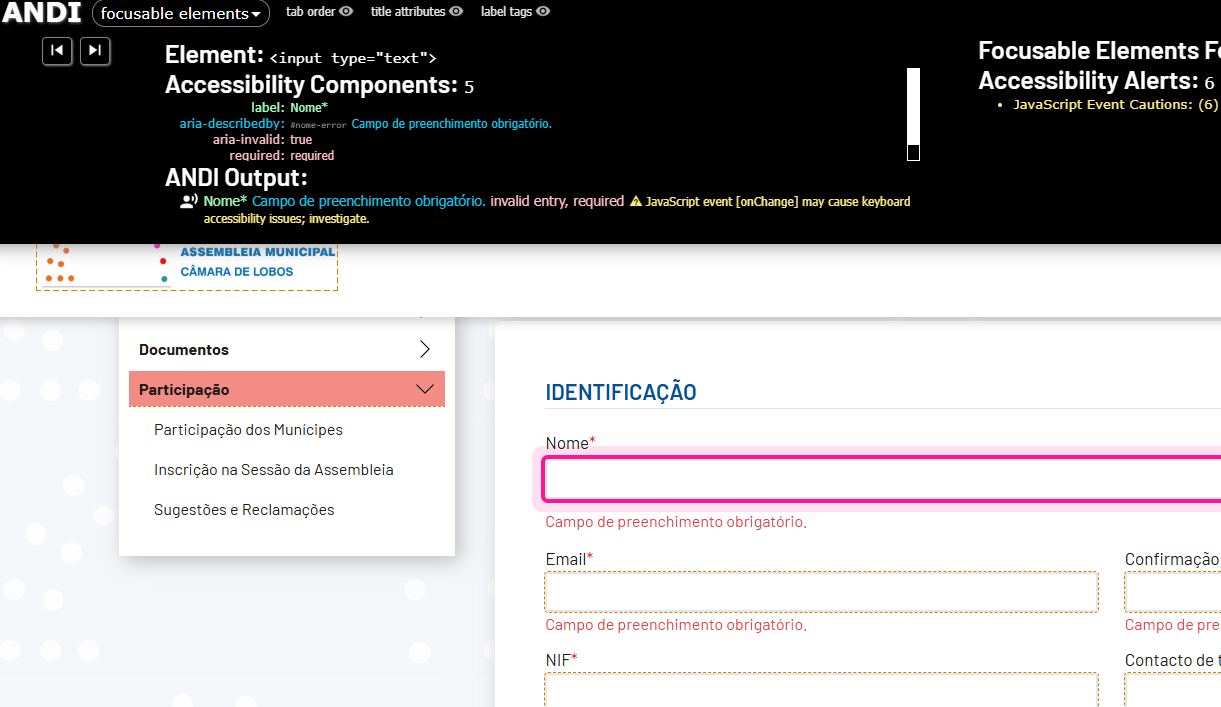 ANDI focusable elements tab order title attributes label tags
Element: <input type="text">
Accessibility Components: 5
label: Nome*
aria-describedby: #nome-error Campo de preenchimento obrigatório.
aria-invalid: true
required: required
ANDI Output:
Nome* Campo de preenchimento obrigatório. invalid entry, required JavaScript event [onChange] may cause keyboard
accessibility issues; investigate.
Focusable Elements Fo
Accessibility Alerts: 6
• JavaScript Event Cautions: (6)
ASSEMBLEIA MUNICIPAL
CÂMARA DE LOBOS
Documentos
Participação
Participação dos Munícipes
Inscrição na Sessão da Assembleia
Sugestões e Reclamações
IDENTIFICAÇÃO
Nome*
Campo de preenchimento obrigatório.
Email*
Campo de preenchimento obrigatório.
Confirmação
Campo de pre
NIF*
Contacto de t